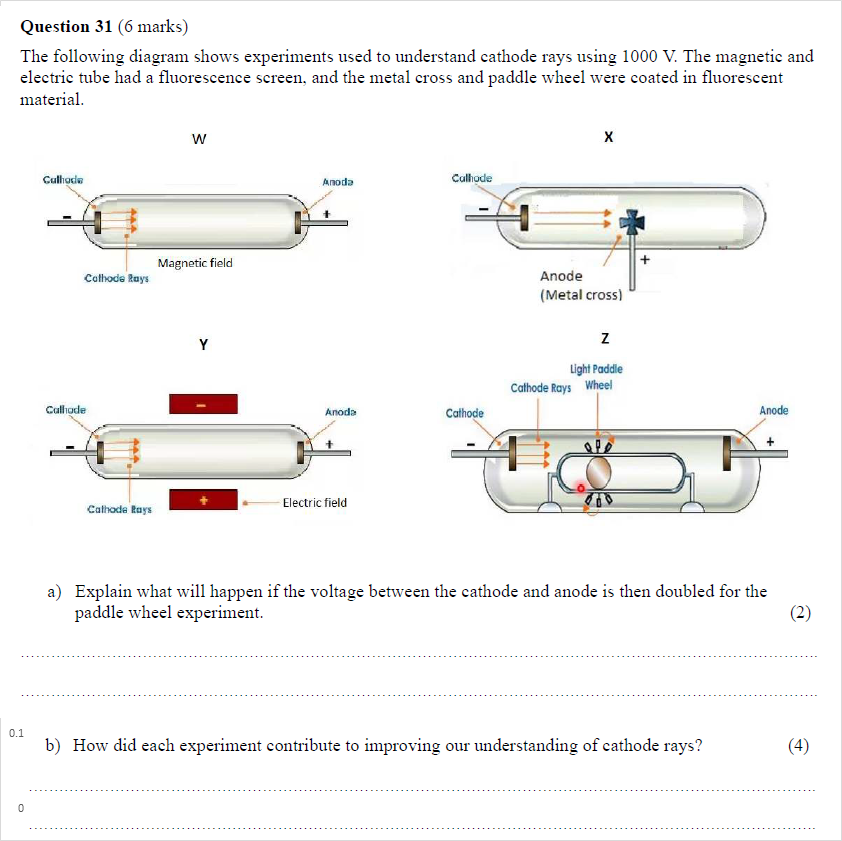 Question 31 (6 marks)
The following diagram shows experiments used to understand cathode rays using 1000 V. The magnetic and
electric tube had a fluorescence screen, and the metal cross and paddle wheel were coated in fluorescent
material.
W
X
Cathode
Anode
-
+
Magnetic field
Cathode Rays
Cathode
-
+
Anode
(Metal cross)
Y
Z
Cathode
-
Anode
-
+
+
Electric field
Cathode Rays
Light Paddle
Wheel
Cathode Rays
Cathode
Anode
-
+
a) Explain what will happen if the voltage between the cathode and anode is then doubled for the
paddle wheel experiment.
(2)
0.1
b) How did each experiment contribute to improving our understanding of cathode rays?
(4)
0